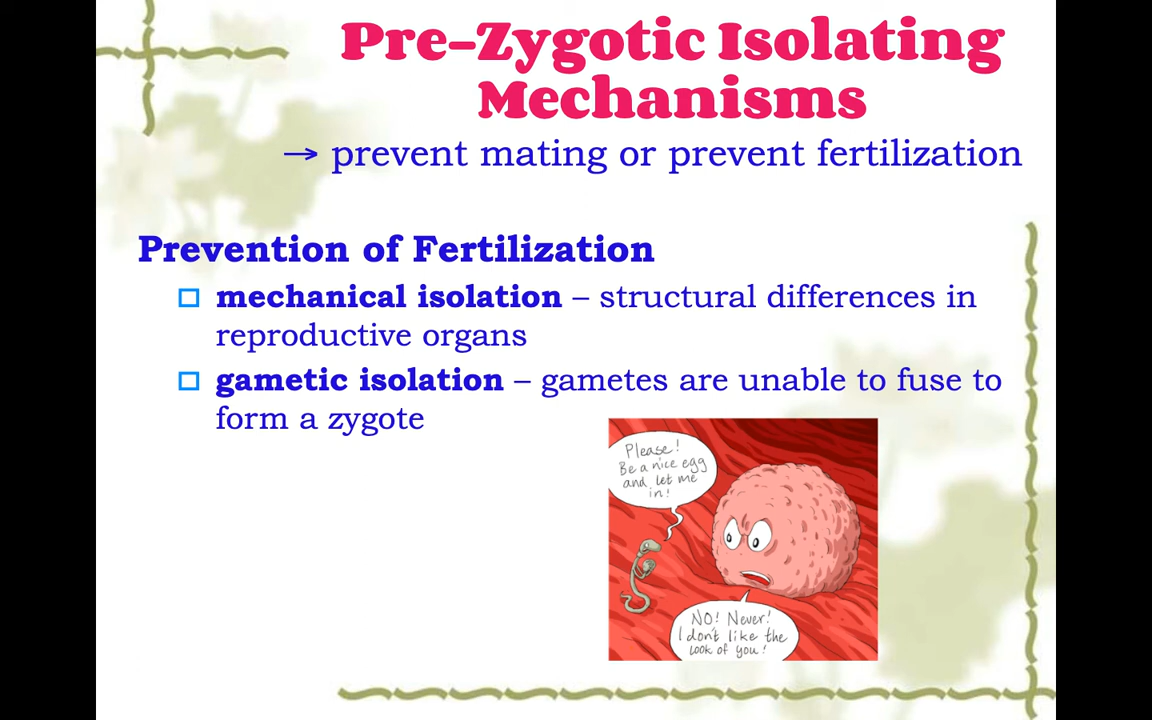 Pre-Zygotic Isolating
Mechanisms
→ prevent mating or prevent fertilization
Prevention of Fertilization
mechanical isolation – structural differences in
reproductive organs
gametic isolation – gametes are unable to fuse to
form a zygote
Please!
Be a nice egg
and let me
in!
NO! Never!
I don't like the
look of you!